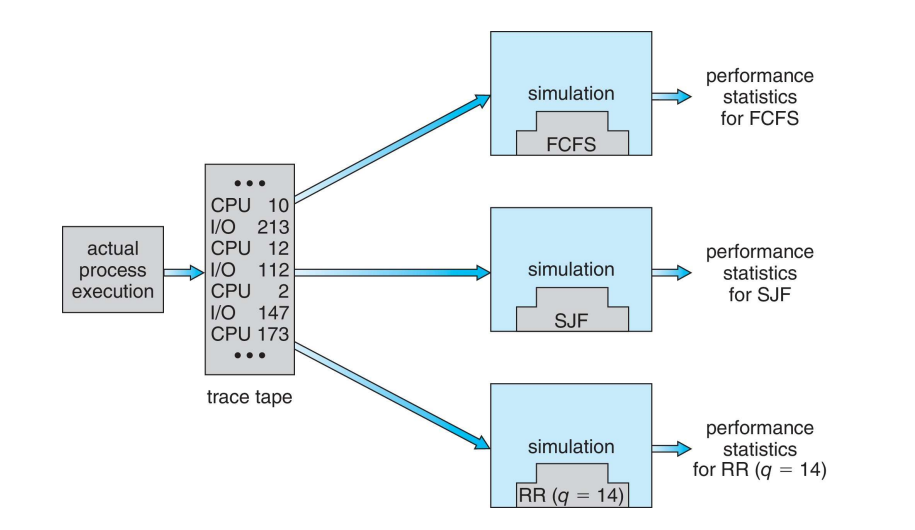 actual
process
execution
• • •
CPU 10
I/O 213
CPU 12
I/O 112
CPU 2
I/O 147
CPU 173
• • •
trace tape
simulation
FCFS
performance
statistics
for FCFS
simulation
SJF
performance
statistics
for SJF
simulation
RR (q = 14)
performance
statistics
for RR (q = 14)